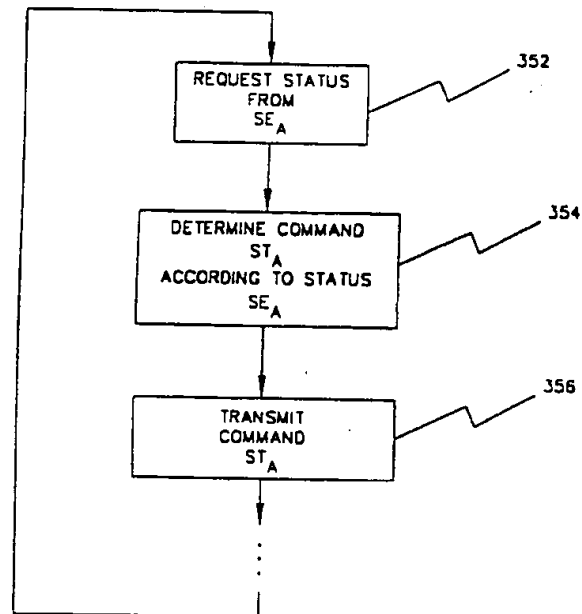 REQUEST STATUS
FROM
SE_A
352
DETERMINE COMMAND
ST_A
ACCORDING TO STATUS
SE_A
354
TRANSMIT
COMMAND
ST_A
356